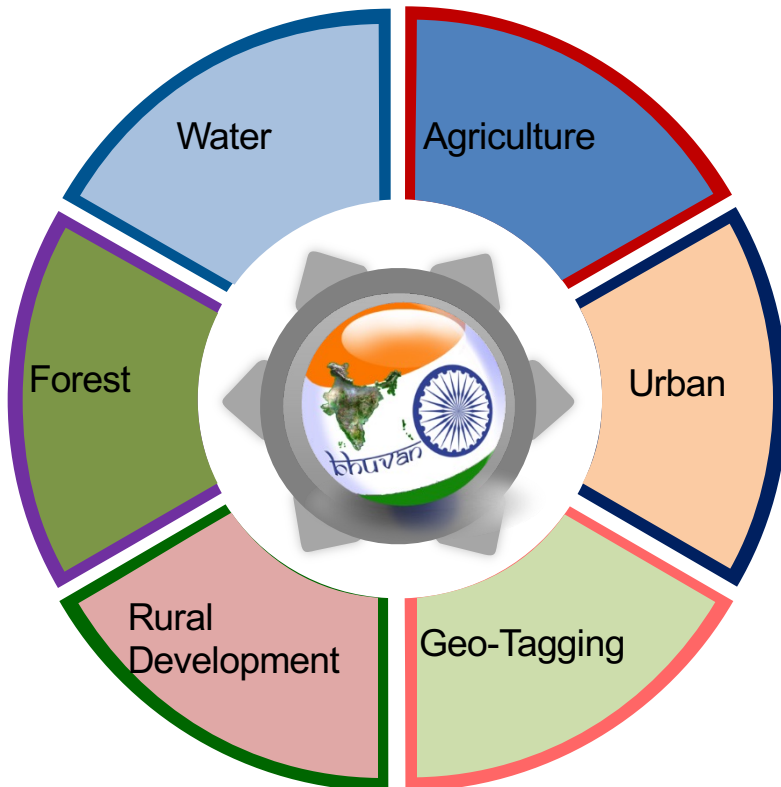 Water
Agriculture
Forest
Urban
bhuvan
Rural
Development
Geo-Tagging